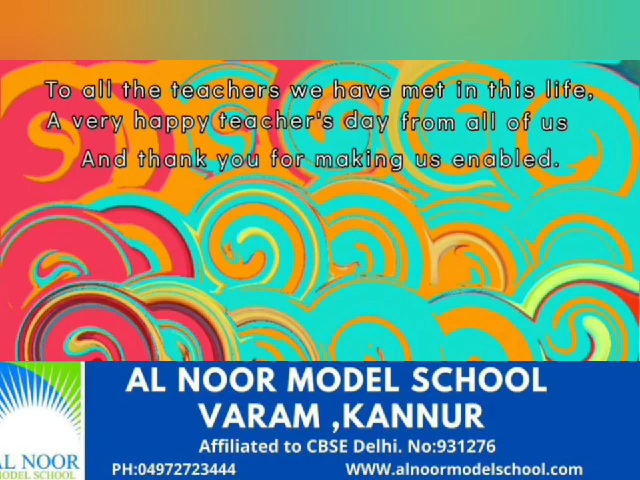 To all the teachers we have met in this life,
A very happy teacher's day from all of us
And thank you for making us enabled.
AL NOOR MODEL SCHOOL
VARAM ,KANNUR
Affiliated to CBSE Delhi. No:931276
PH:04972723444 WWW.alnoormodelschool.com
AL NOOR
MODEL SCHOOL